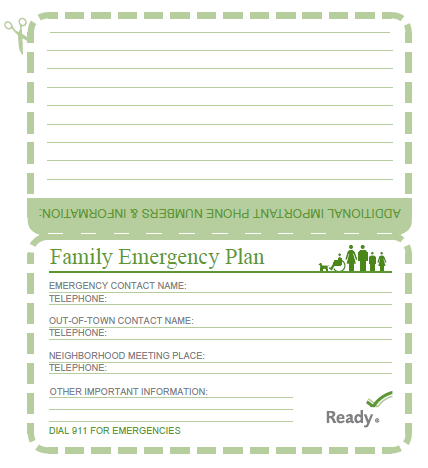 ADDITIONAL IMPORTANT PHONE NUMBERS & INFORMATION:
Family Emergency Plan
EMERGENCY CONTACT NAME:
TELEPHONE:
OUT-OF-TOWN CONTACT NAME:
TELEPHONE:
NEIGHBORHOOD MEETING PLACE:
TELEPHONE:
OTHER IMPORTANT INFORMATION:
Ready®
DIAL 911 FOR EMERGENCIES